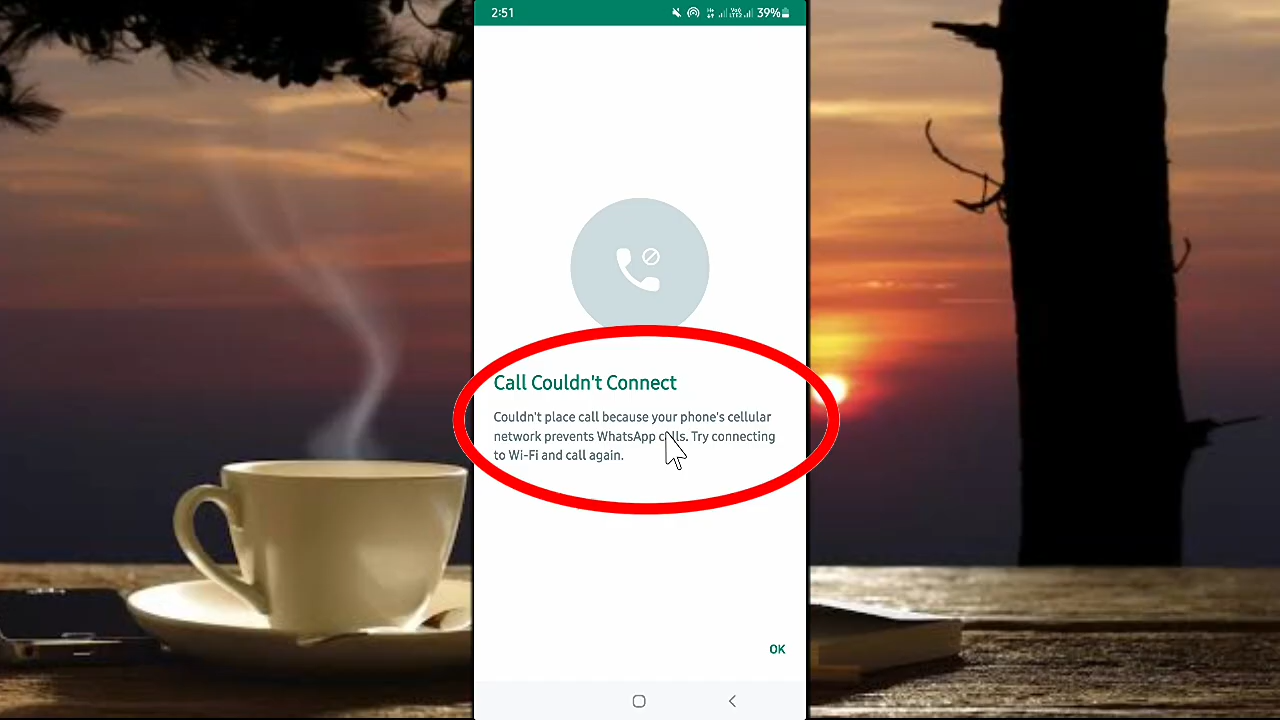 2:51 39%
Call Couldn't Connect
Couldn't place call because your phone's cellular
network prevents WhatsApp calls. Try connecting
to Wi-Fi and call again.
OK